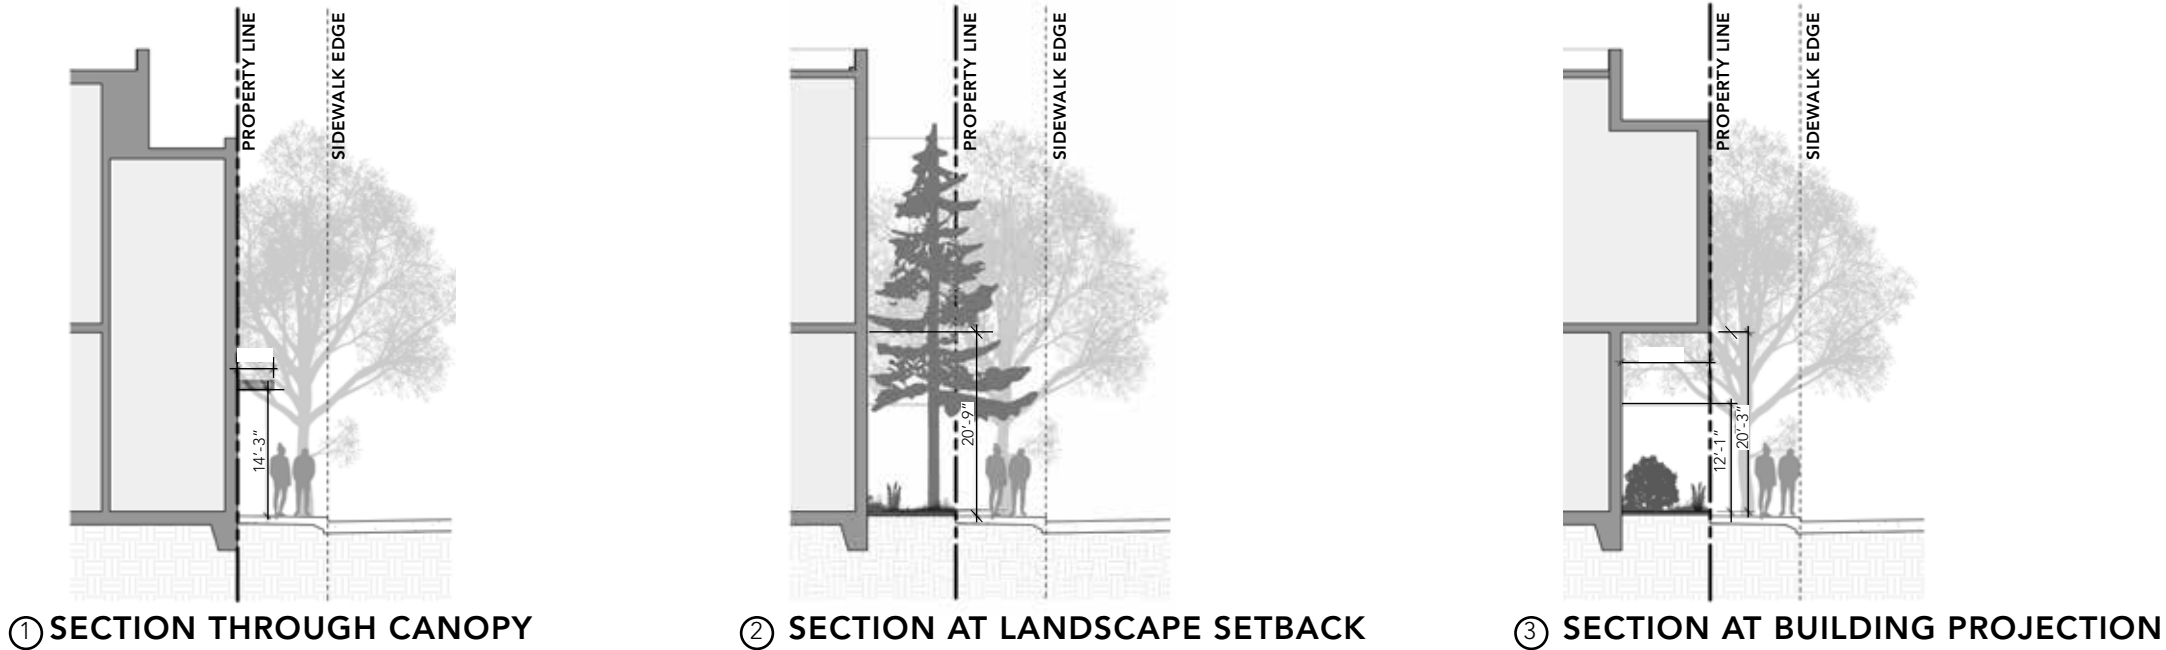 PROPERTY LINE
SIDEWALK EDGE
14'-3"
1 SECTION THROUGH CANOPY
PROPERTY LINE
SIDEWALK EDGE
20'-9"
2 SECTION AT LANDSCAPE SETBACK
PROPERTY LINE
SIDEWALK EDGE
12'-1"
20'-3"
3 SECTION AT BUILDING PROJECTION